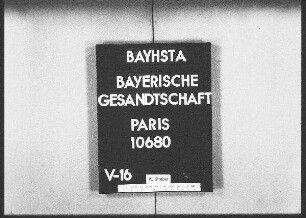 BAYHSTA
BAYERISCHE
GESANDTSCHAFT
PARIS
10680
V-16